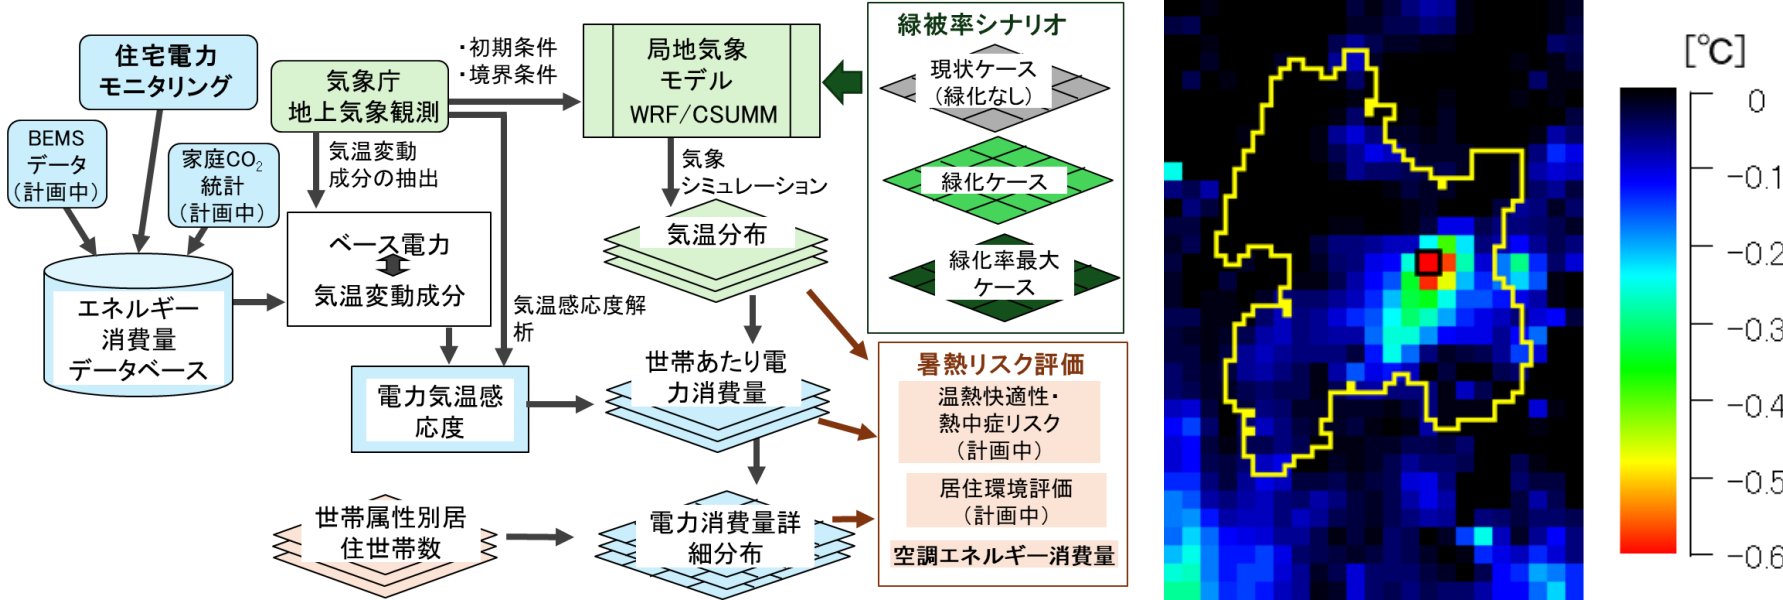 住宅電力
モニタリング
BEMS
データ
(計画中)
家庭CO₂
統計
(計画中)
エネルギー
消費量
データベース
気象庁
地上気象観測
・初期条件
・境界条件
気温変動
成分の抽出
ベース電力
気温変動成分
気温感応度解
析
電力気温感
応度
局地気象
モデル
WRF/CSUMM
気象
シミュレーション
気温分布
世帯あたり電
力消費量
世帯属性別居
住世帯数
電力消費量詳
細分布
緑被率シナリオ
現状ケース
(緑化なし)
緑化ケース
緑化率最大
ケース
暑熱リスク評価
温熱快適性・
熱中症リスク
(計画中)
居住環境評価
(計画中)
空調エネルギー消費量
[℃]
0
-0.1
-0.2
-0.3
-0.4
-0.5
-0.6